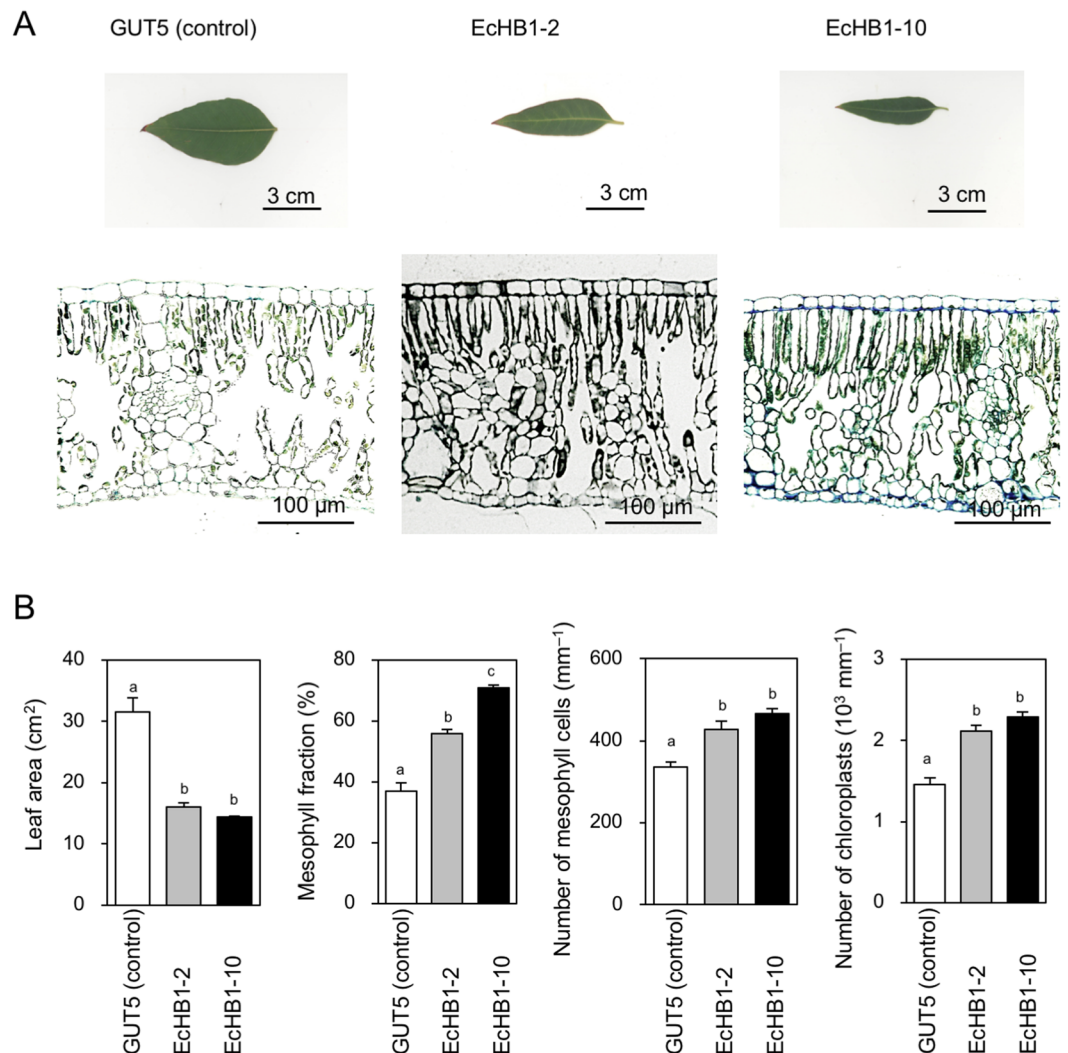 A
GUT5 (control)
EcHB1-2
EcHB1-10
3 cm
3 cm
3 cm
100 µm
100 µm
100 µm
B
Leaf area (cm²)
40
30
20
10
0
a
b
b
GUT5 (control)
EcHB1-2
EcHB1-10
Mesophyll fraction (%)
80
60
40
20
0
a
b
c
GUT5 (control)
EcHB1-2
EcHB1-10
Number of mesophyll cells (mm⁻¹)
600
400
200
0
a
b
b
GUT5 (control)
EcHB1-2
EcHB1-10
Number of chloroplasts (10³ mm⁻¹)
3
2
1
0
a
b
b
GUT5 (control)
EcHB1-2
EcHB1-10